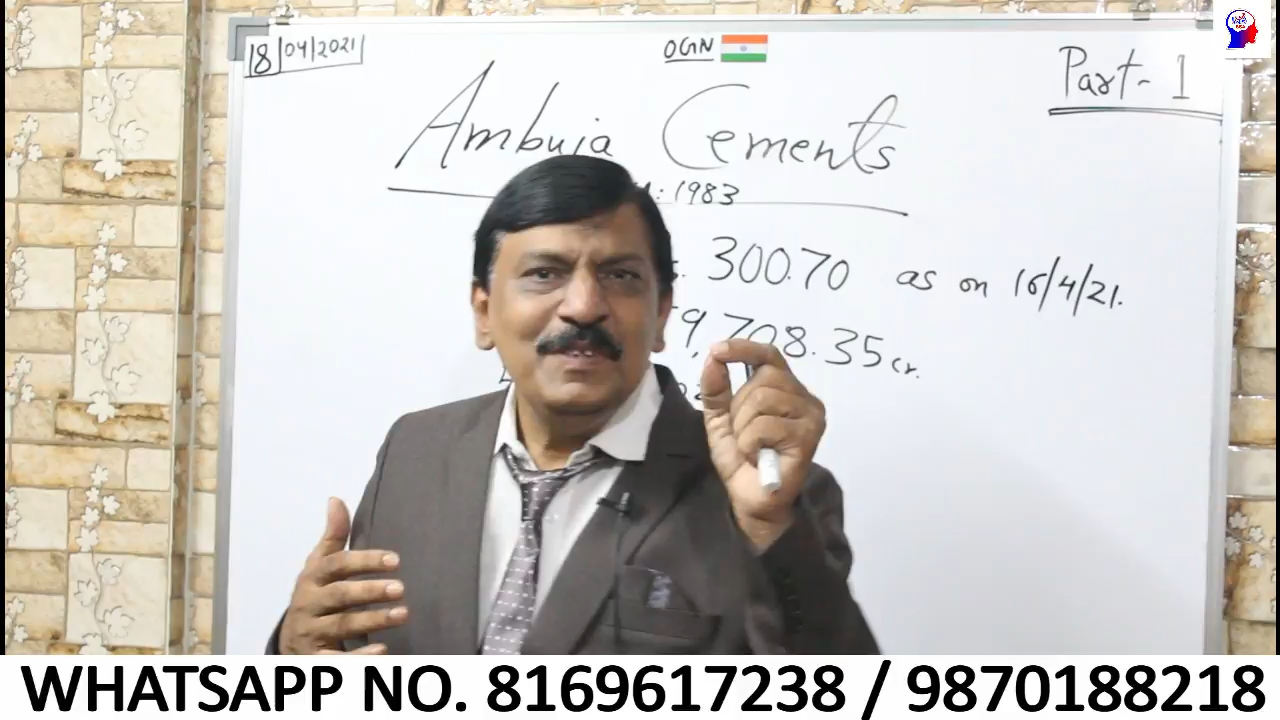 18/04/2021
OGN
Part-1
Ambuja Cements
: 1983
300.70 as on 16/4/21.
9,708.35 cr.
WHATSAPP NO. 8169617238 / 9870188218